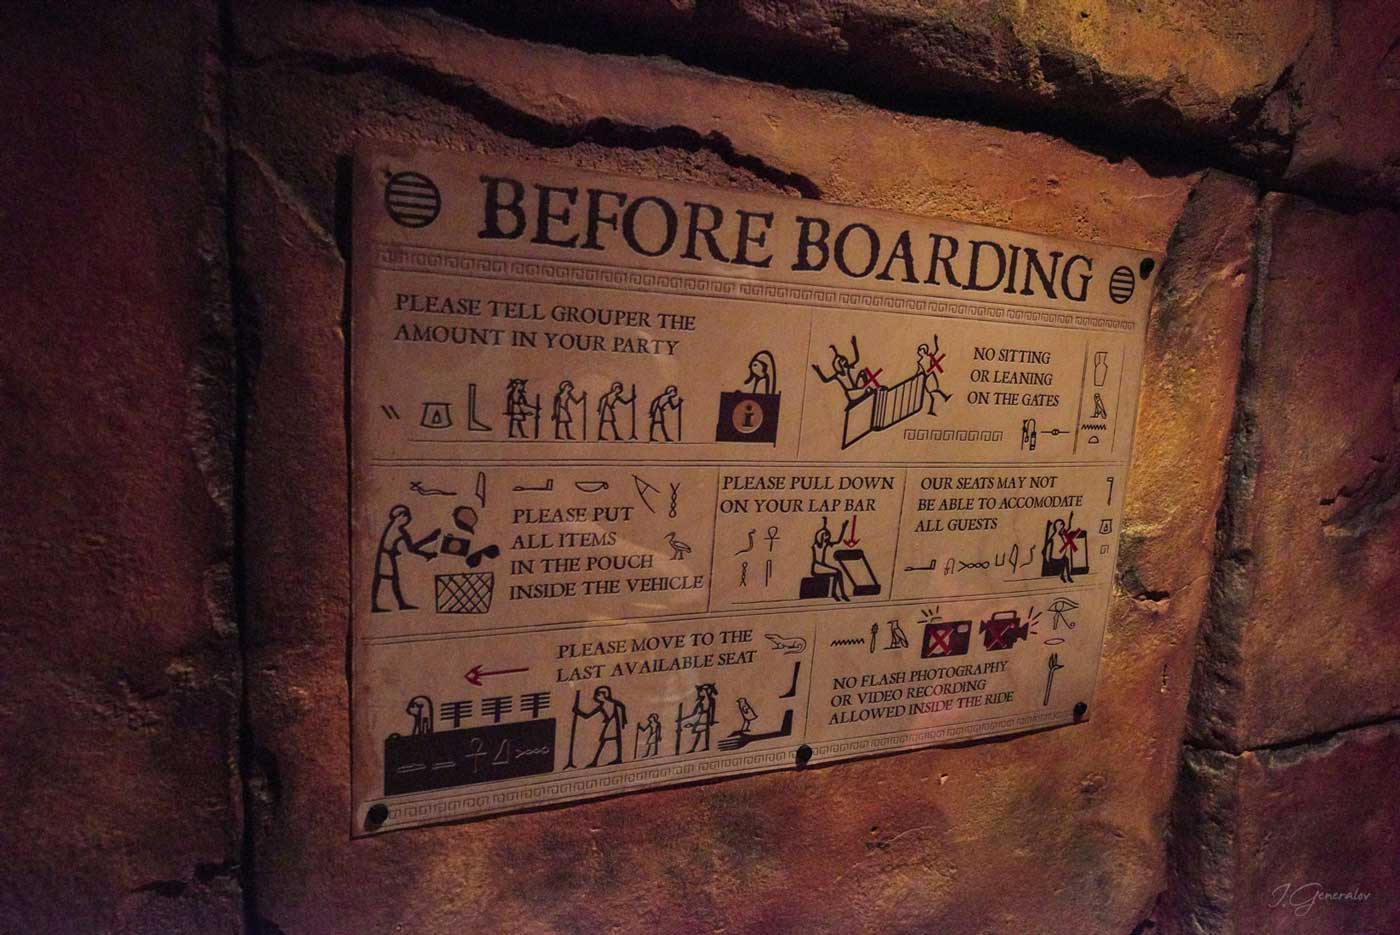 BEFORE BOARDING
PLEASE TELL GROUPER THE
AMOUNT IN YOUR PARTY
i
NO SITTING
OR LEANING
ON THE GATES
PLEASE PUT
ALL ITEMS
IN THE POUCH
INSIDE THE VEHICLE
PLEASE PULL DOWN
ON YOUR LAP BAR
OUR SEATS MAY NOT
BE ABLE TO ACCOMODATE
ALL GUESTS
PLEASE MOVE TO THE
LAST AVAILABLE SEAT
NO FLASH PHOTOGRAPHY
OR VIDEO RECORDING
ALLOWED INSIDE THE RIDE
J. Generalov